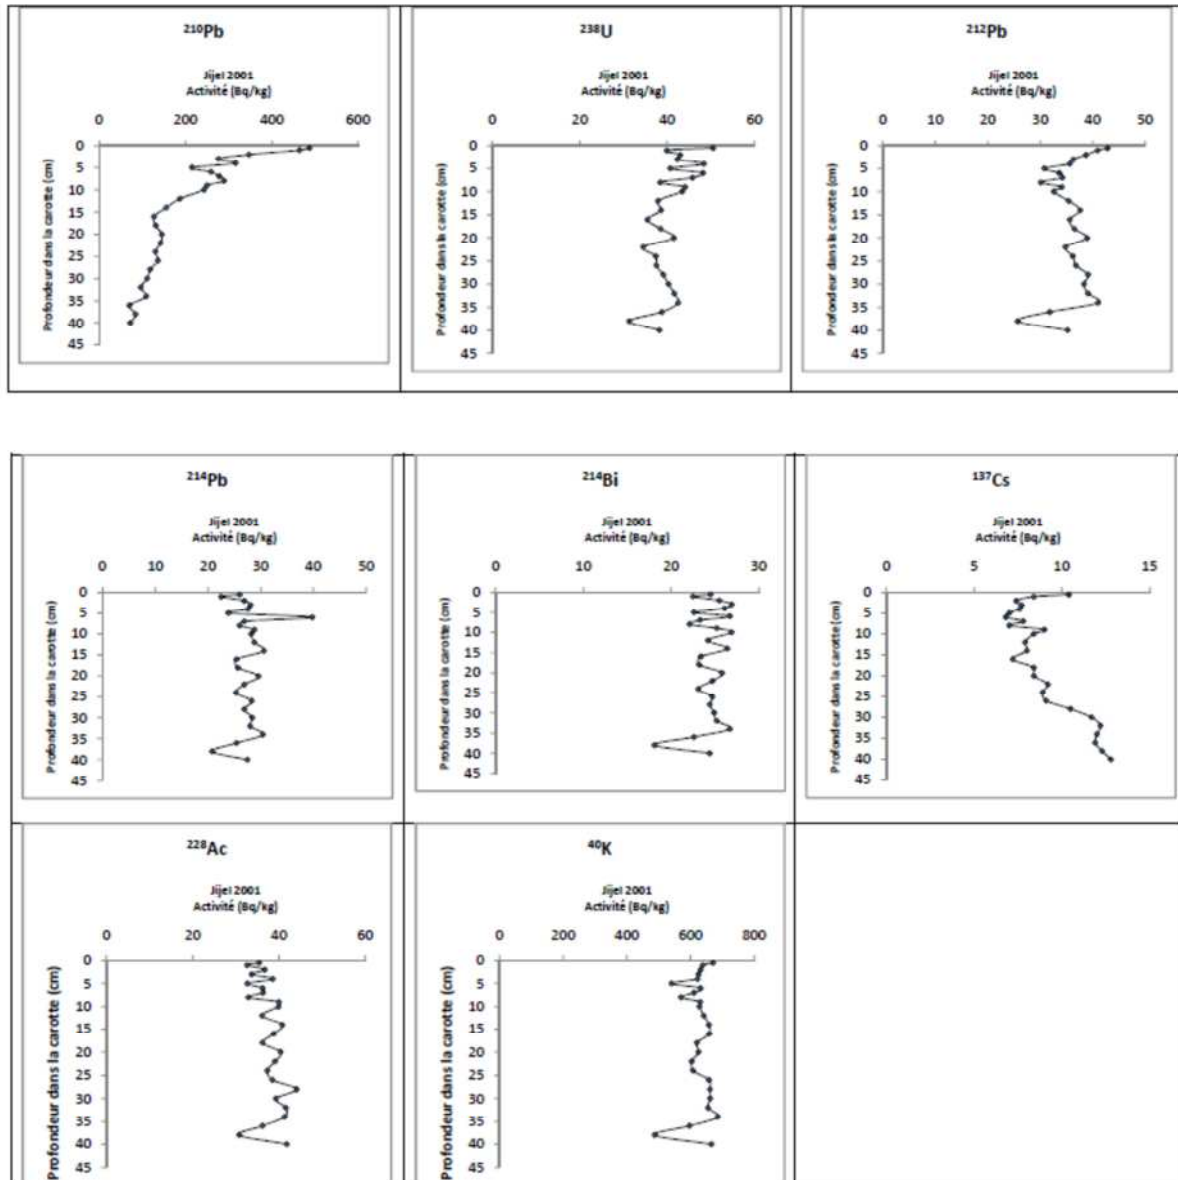 ²¹⁰Pb
Jijel 2001
Activité (Bq/kg)
0 200 400 600
Profondeur dans la carotte (cm)
0
5
10
15
20
25
30
35
40
45
²³⁸U
Jijel 2001
Activité (Bq/kg)
0 20 40 60
Profondeur dans la carotte (cm)
0
5
10
15
20
25
30
35
40
45
²¹²Pb
Jijel 2001
Activité (Bq/kg)
0 10 20 30 40 50
Profondeur dans la carotte (cm)
0
5
10
15
20
25
30
35
40
45
²¹⁴Pb
Jijel 2001
Activité (Bq/kg)
0 10 20 30 40 50
Profondeur dans la carotte (cm)
0
5
10
15
20
25
30
35
40
45
²¹⁴Bi
Jijel 2001
Activité (Bq/kg)
0 10 20 30
Profondeur dans la carotte (cm)
0
5
10
15
20
25
30
35
40
45
¹³⁷Cs
Jijel 2001
Activité (Bq/kg)
0 5 10 15
Profondeur dans la carotte (cm)
0
5
10
15
20
25
30
35
40
45
²²⁸Ac
Jijel 2001
Activité (Bq/kg)
0 20 40 60
Profondeur dans la carotte (cm)
0
5
10
15
20
25
30
35
40
45
⁴⁰K
Jijel 2001
Activité (Bq/kg)
0 200 400 600 800
Profondeur dans la carotte (cm)
0
5
10
15
20
25
30
35
40
45